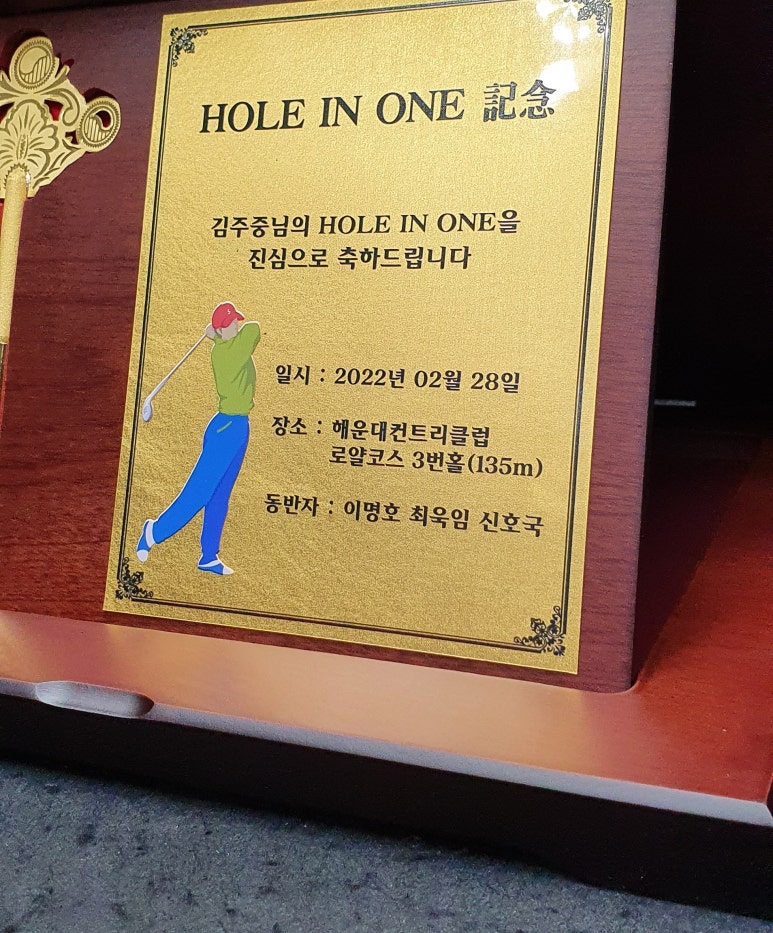 HOLE IN ONE 記念
김주중님의 HOLE IN ONE을
진심으로 축하드립니다
일시 : 2022년 02월 28일
장소 : 해운대컨트리클럽
로얄코스 3번홀(135m)
동반자 : 이명호 최욱임 신호국